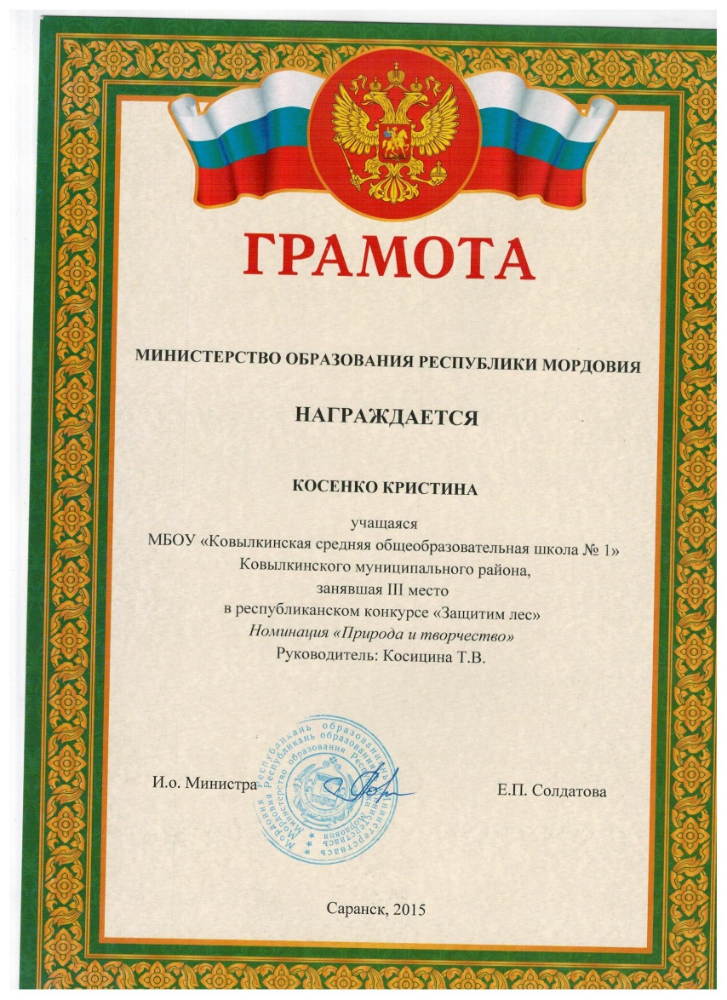 ГРАМОТА
МИНИСТЕРСТВО ОБРАЗОВАНИЯ РЕСПУБЛИКИ МОРДОВИЯ
НАГРАЖДАЕТСЯ
КОСЕНКО КРИСТИНА
учащаяся
МБОУ «Ковылкинская средняя общеобразовательная школа № 1»
Ковылкинского муниципального района,
занявшая III место
в республиканском конкурсе «Защитим лес»
Номинация «Природа и творчество»
Руководитель: Косицина Т.В.
И.о. Министра
Е.П. Солдатова
Саранск, 2015